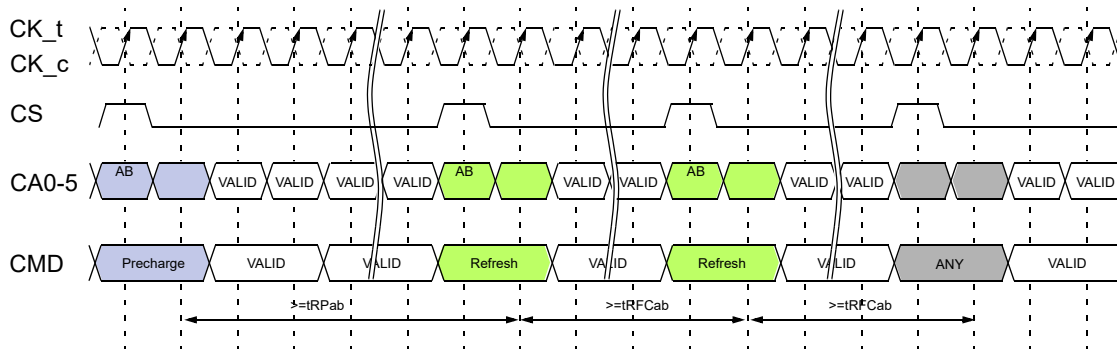 CK_t
CK_c
CS
CA0-5 AB VALID VALID VALID VALID AB VALID VALID AB VALID VALID VALID VALID
CMD Precharge VALID VALID Refresh VALID Refresh VALID ANY VALID
>=tRPab >=tRFCab >=tRFCab